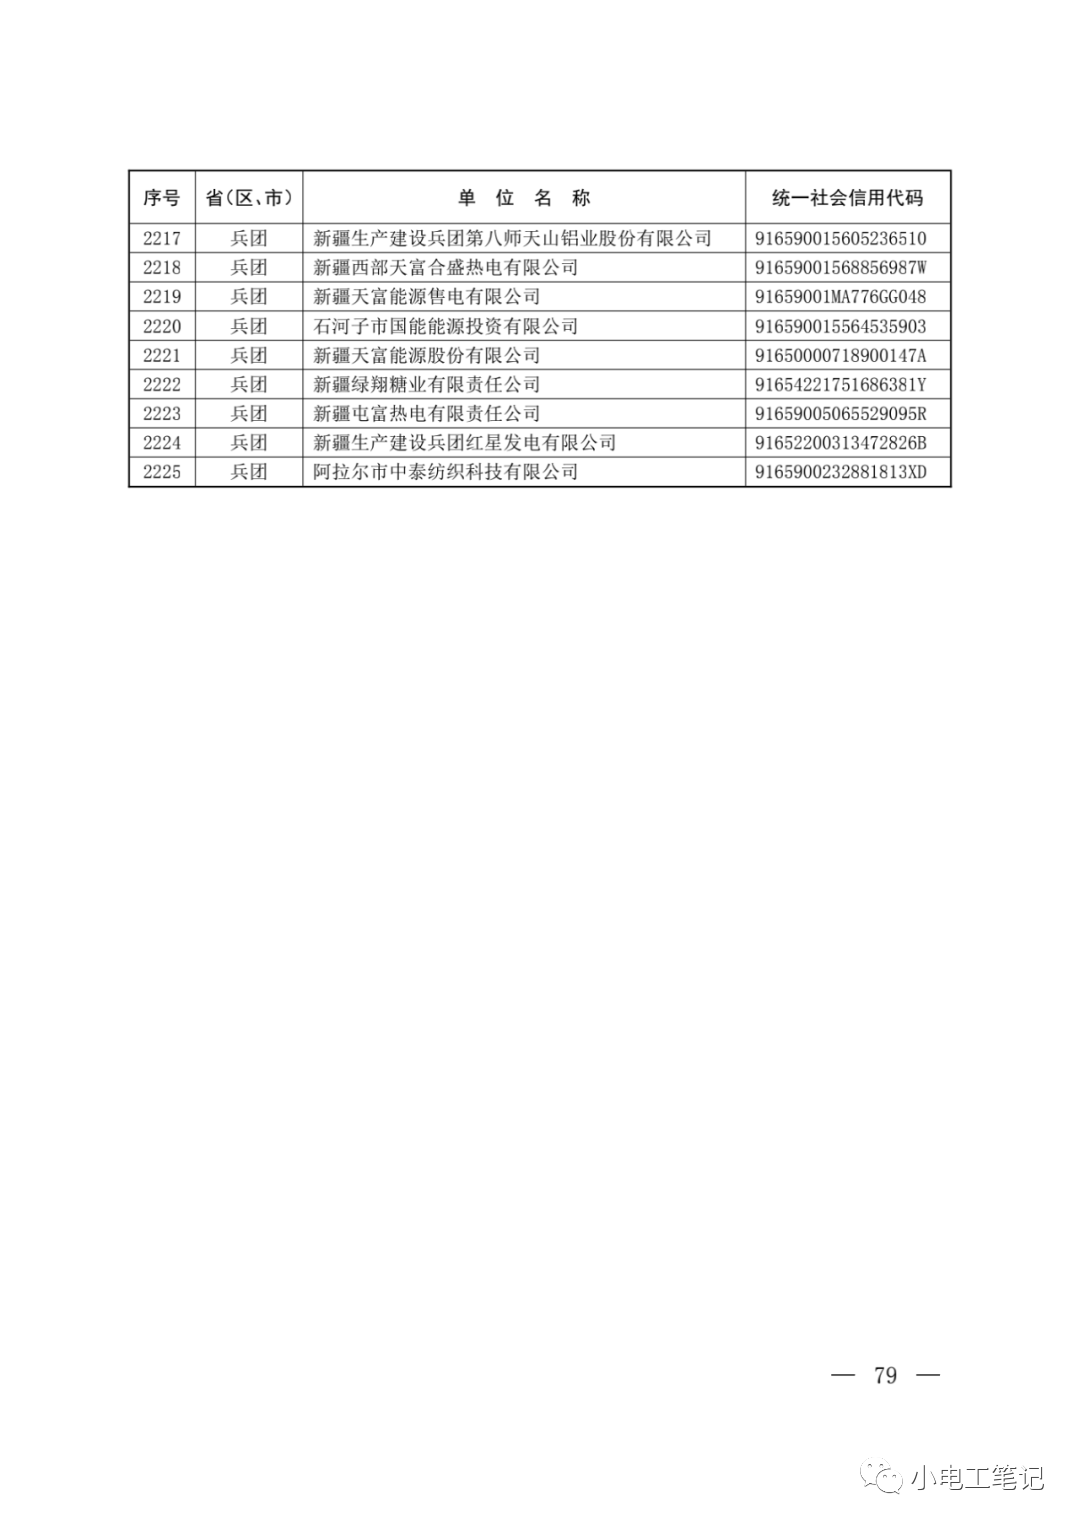 序号 省(区、市) 单 位 名 称 统一社会信用代码
2217 兵团 新疆生产建设兵团第八师天山铝业股份有限公司 916590015605236510
2218 兵团 新疆西部天富合盛热电有限公司 91659001568856987W
2219 兵团 新疆天富能源售电有限公司 91659001MA776GG048
2220 兵团 石河子市国能能源投资有限公司 916590015564535903
2221 兵团 新疆天富能源股份有限公司 91650000718900147A
2222 兵团 新疆绿翔糖业有限责任公司 91654221751686381Y
2223 兵团 新疆屯富热电有限责任公司 91659005065529095R
2224 兵团 新疆生产建设兵团红星发电有限公司 91652200313472826B
2225 兵团 阿拉尔市中泰纺织科技有限公司 9165900232881813XD
— 79 —
小电工笔记